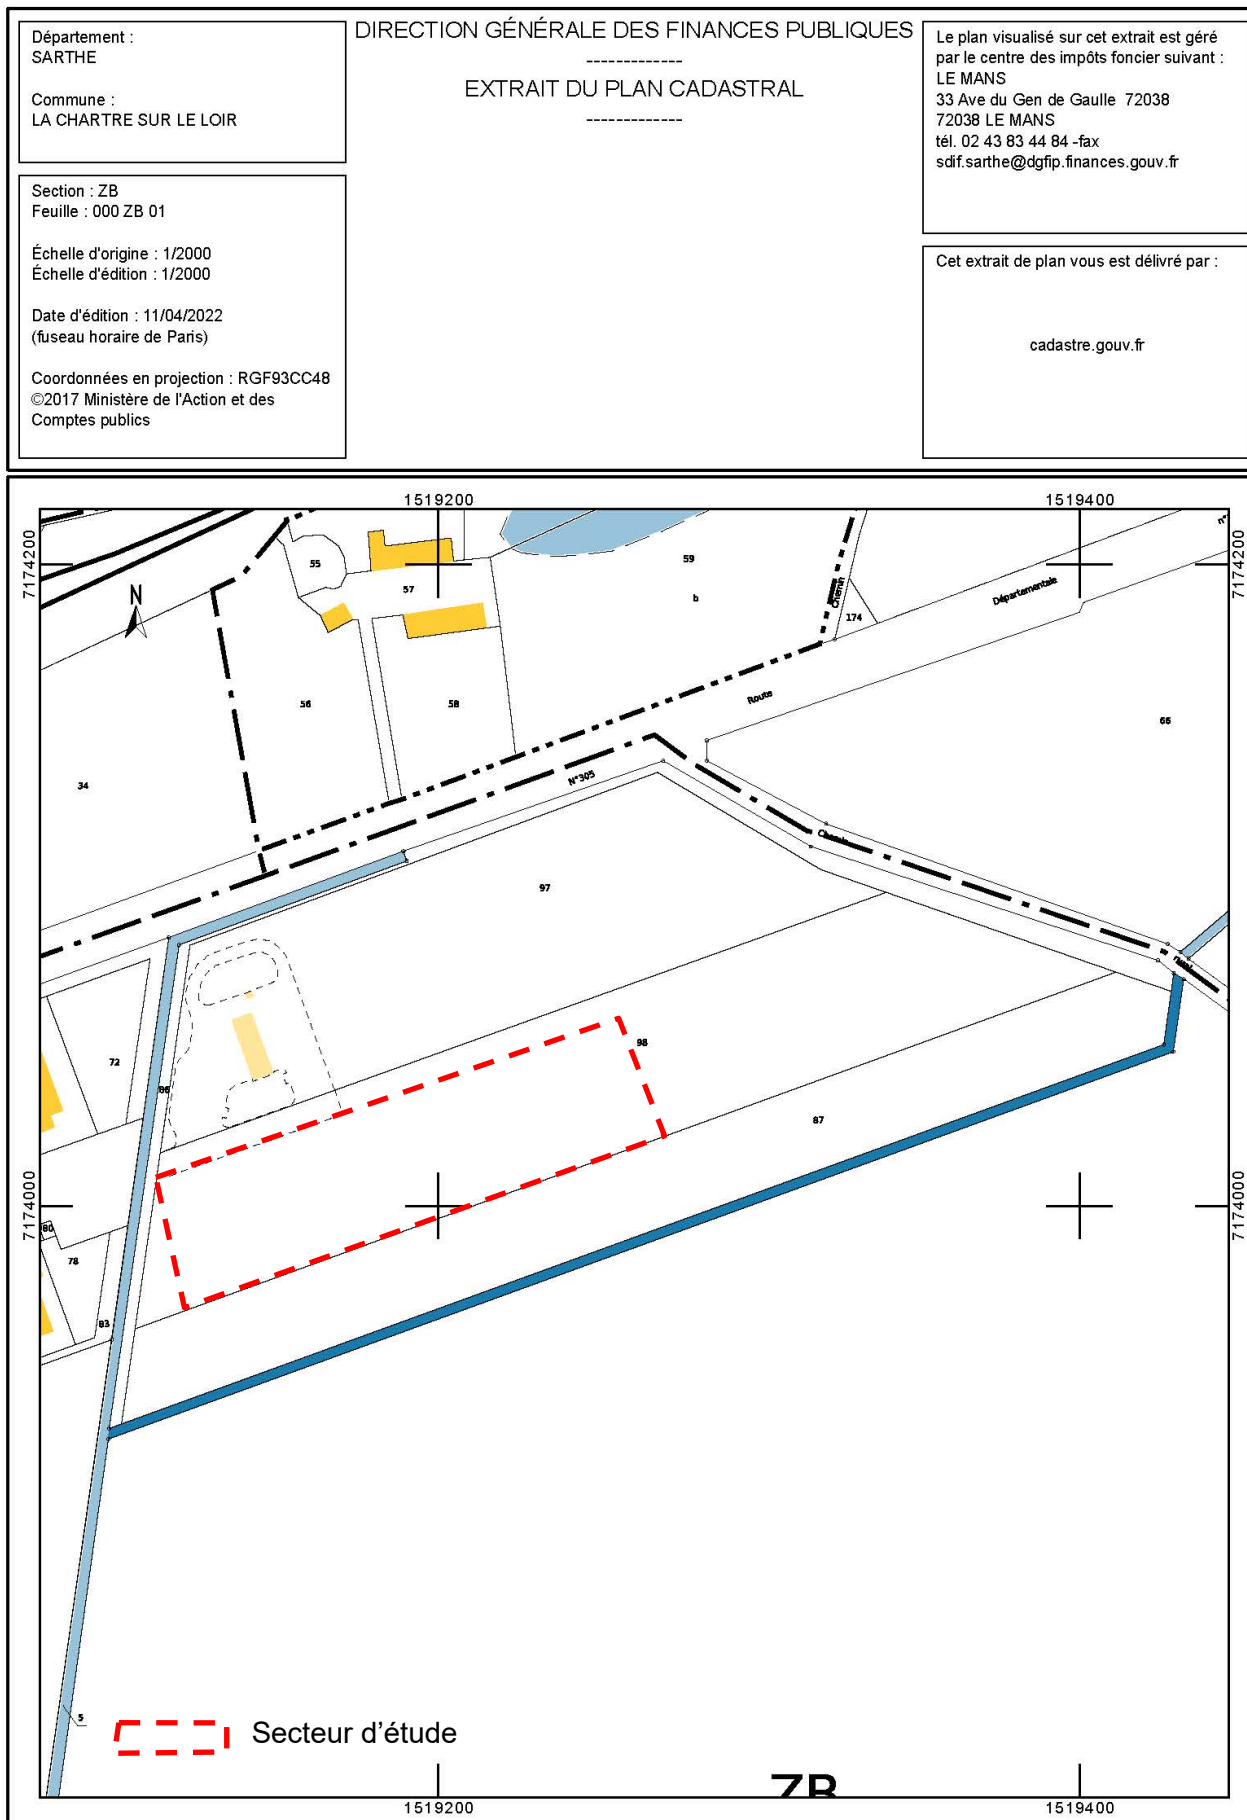 Département :
SARTHE
Commune :
LA CHARTRE SUR LE LOIR
Section : ZB
Feuille : 000 ZB 01
Échelle d'origine : 1/2000
Échelle d'édition : 1/2000
Date d'édition : 11/04/2022
(fuseau horaire de Paris)
Coordonnées en projection : RGF93CC48
©2017 Ministère de l'Action et des
Comptes publics
DIRECTION GÉNÉRALE DES FINANCES PUBLIQUES
-------------
EXTRAIT DU PLAN CADASTRAL
-------------
Le plan visualisé sur cet extrait est géré
par le centre des impôts foncier suivant :
LE MANS
33 Ave du Gen de Gaulle 72038
72038 LE MANS
tél. 02 43 83 44 84 -fax
sdif.sarthe@dgfip.finances.gouv.fr
Cet extrait de plan vous est délivré par :
cadastre.gouv.fr
1519200
1519400
7174200
7174200
n°
N
55
57
59
b
Chemin
174
Départementale
56
58
Route
66
34
N°305
Chemin
97
rural
72
86
98
87
7174000
7174000
80
78
83
5
Secteur d'étude
ZB
1519200
1519400